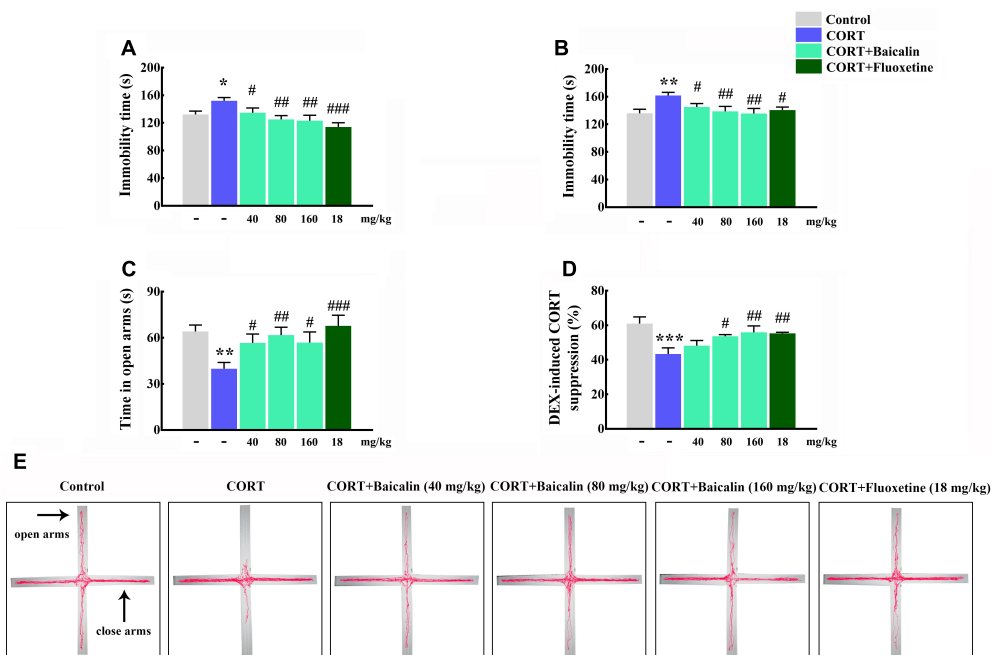 Control
CORT
CORT+Baicalin
CORT+Fluoxetine
A
Immobility time (s)
200
160
120
80
40
0
* # ## ## ###
- - 40 80 160 18 mg/kg
B
Immobility time (s)
200
160
120
80
40
0
** # ## ## #
- - 40 80 160 18 mg/kg
C
Time in open arms (s)
90
60
30
0
** # ## # ###
- - 40 80 160 18 mg/kg
D
DEX-induced CORT
suppression (%)
80
60
40
20
0
*** # ## ##
- - 40 80 160 18 mg/kg
E
Control CORT CORT+Baicalin (40 mg/kg) CORT+Baicalin (80 mg/kg) CORT+Baicalin (160 mg/kg) CORT+Fluoxetine (18 mg/kg)
open arms
close arms